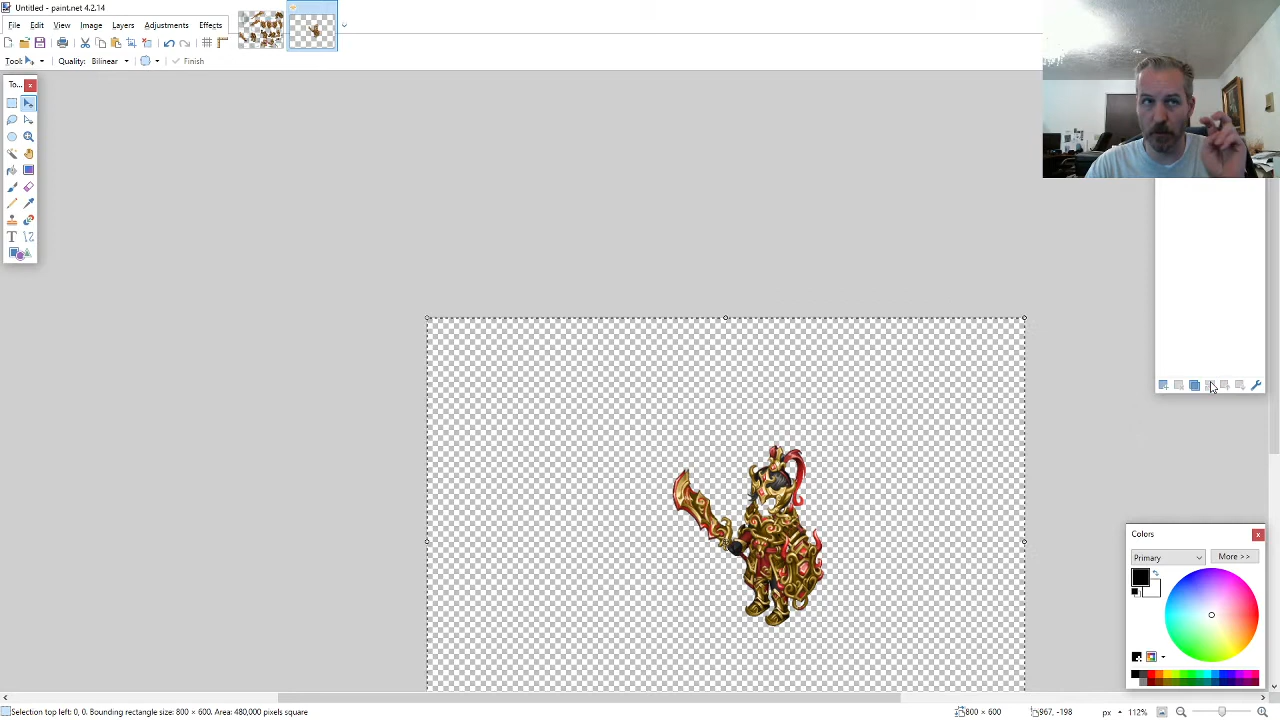 Untitled - paint.net 4.2.14
File Edit View Image Layers Adjustments Effects
Tool: Quality: Bilinear Finish
To...
T
Colors
Primary More >>
Selection top left: 0, 0. Bounding rectangle size: 800 × 600. Area: 480,000 pixels square
800 × 600 967, -198 px 112%